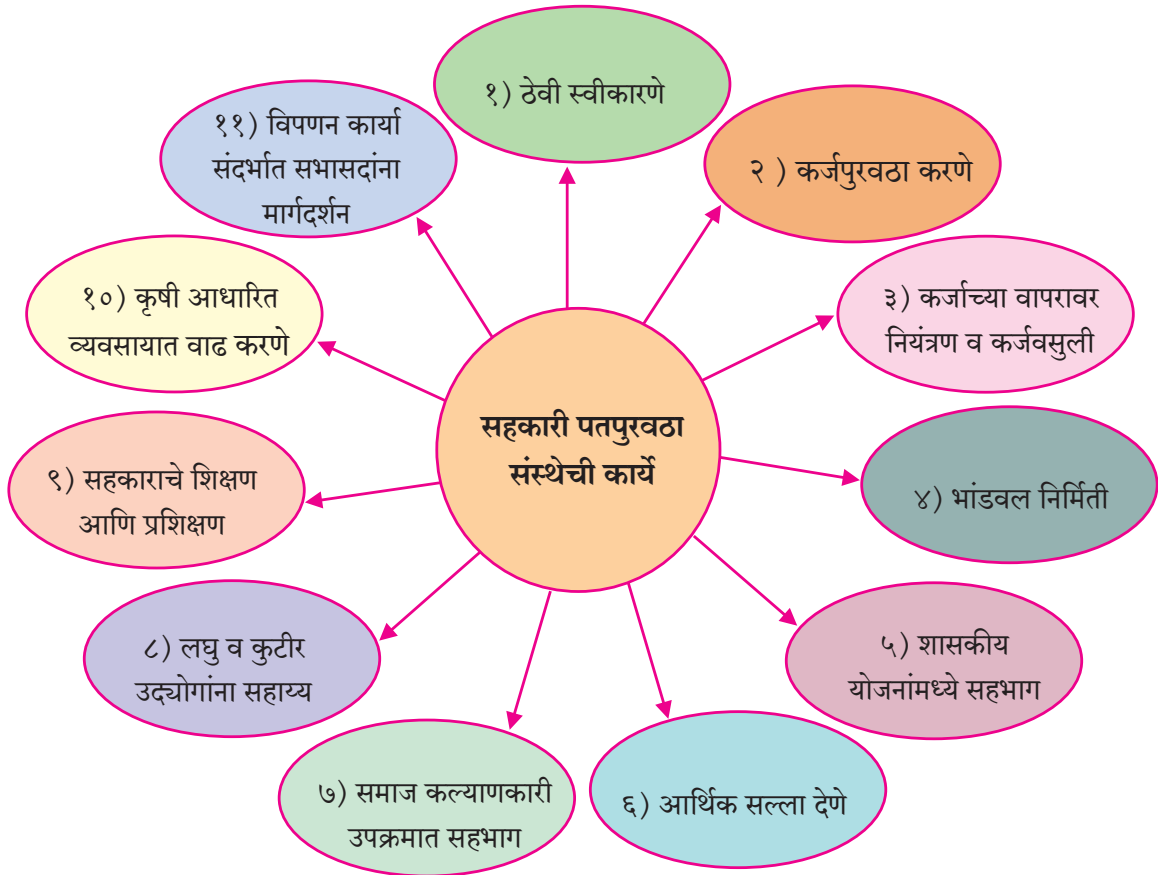 सहकारी पतपुरवठा
संस्थेची कार्ये
१) ठेवी स्वीकारणे
२ ) कर्जपुरवठा करणे
३) कर्जाच्या वापरावर
नियंत्रण व कर्जवसुली
४) भांडवल निर्मिती
५) शासकीय
योजनांमध्ये सहभाग
६) आर्थिक सल्ला देणे
७) समाज कल्याणकारी
उपक्रमात सहभाग
८) लघु व कुटीर
उद्योगांना सहाय्य
९) सहकाराचे शिक्षण
आणि प्रशिक्षण
१०) कृषी आधारित
व्यवसायात वाढ करणे
११) विपणन कार्या
संदर्भात सभासदांना
मार्गदर्शन